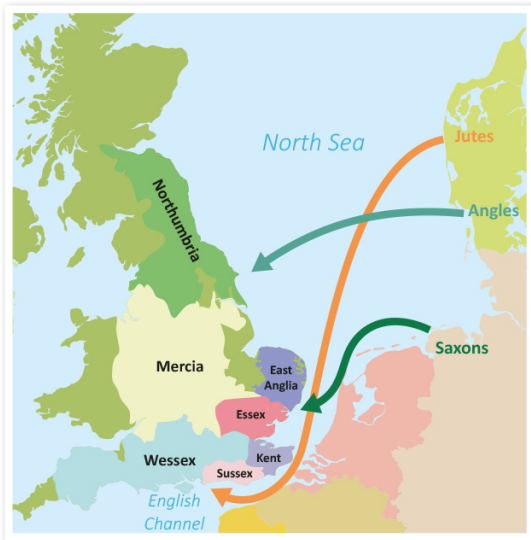 North Sea
Jutes
Northumbria
Angles
Saxons
Mercia
East
Anglia
Essex
Wessex
Kent
Sussex
English
Channel